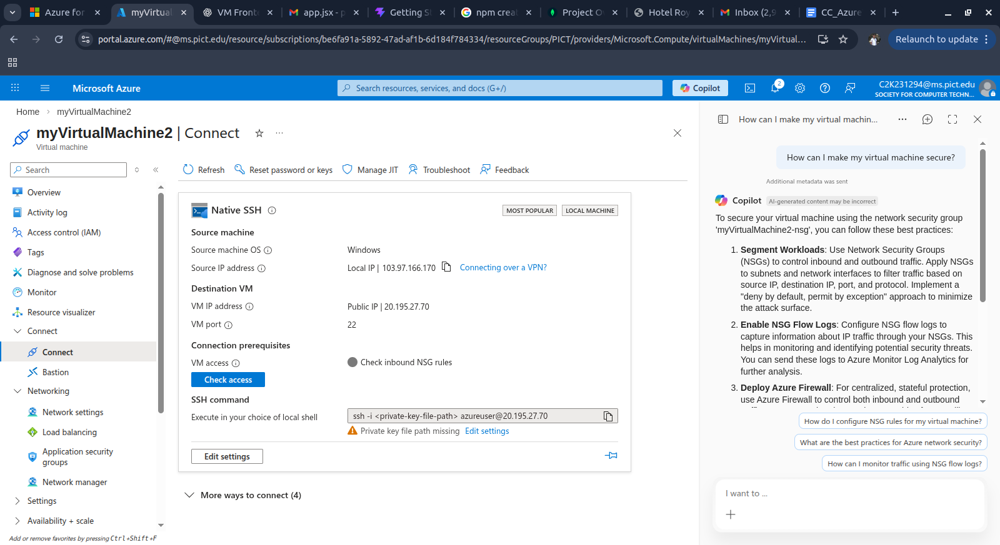 Azure for
myVirtual
VM Fronte
app.jsx - p
Getting S
npm creat
Project O
Hotel Roy
Inbox (2,9
CC_Azure
portal.azure.com/#@ms.pict.edu/resource/subscriptions/be6fa91a-5892-47ad-af1b-6d184f784334/resourceGroups/PICT/providers/Microsoft.Compute/virtualMachines/myVirtual...
Relaunch to update
Microsoft Azure
Search resources, services, and docs (G+/)
Copilot
2
C2K231294@ms.pict.edu
SOCIETY FOR COMPUTER TECHN...
Home > myVirtualMachine2
myVirtualMachine2 | Connect
Virtual machine
Search
Overview
Activity log
Access control (IAM)
Tags
Diagnose and solve problems
Monitor
Resource visualizer
Connect
Connect
Bastion
Networking
Network settings
Load balancing
Application security
groups
Network manager
Settings
Availability + scale
Add or remove favorites by pressing Ctrl+Shift+F
Refresh
Reset password or keys
Manage JIT
Troubleshoot
Feedback
Native SSH
MOST POPULAR
LOCAL MACHINE
Source machine
Source machine OS
Windows
Source IP address
Local IP | 103.97.166.170
Connecting over a VPN?
Destination VM
VM IP address
Public IP | 20.195.27.70
VM port
22
Connection prerequisites
VM access
Check inbound NSG rules
Check access
SSH command
Execute in your choice of local shell
ssh -i <private-key-file-path> azureuser@20.195.27.70
Private key file path missing Edit settings
Edit settings
More ways to connect (4)
How can I make my virtual machin...
How can I make my virtual machine secure?
Additional metadata was sent
Copilot
AI-generated content may be incorrect
To secure your virtual machine using the network security group
'myVirtualMachine2-nsg', you can follow these best practices:
1. Segment Workloads: Use Network Security Groups
(NSGs) to control inbound and outbound traffic. Apply NSGs
to subnets and network interfaces to filter traffic based on
source IP, destination IP, port, and protocol. Implement a
"deny by default, permit by exception" approach to minimize
the attack surface.
2. Enable NSG Flow Logs: Configure NSG flow logs to
capture information about IP traffic through your NSGs. This
helps in monitoring and identifying potential security threats.
You can send these logs to Azure Monitor Log Analytics for
further analysis.
3. Deploy Azure Firewall: For centralized, stateful protection,
use Azure Firewall to control both inbound and outbound
How do I configure NSG rules for my virtual machine?
What are the best practices for Azure network security?
How can I monitor traffic using NSG flow logs?
I want to ...